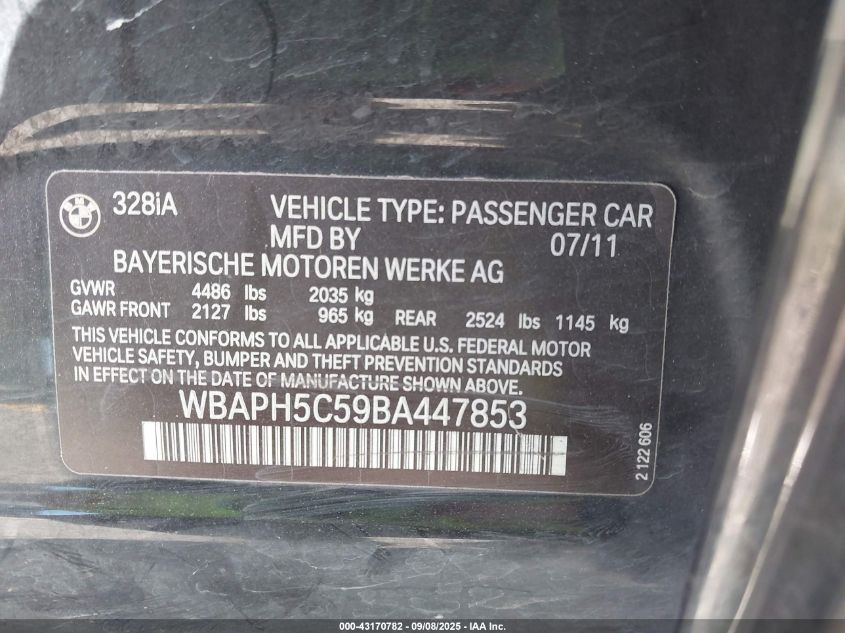 328iA VEHICLE TYPE: PASSENGER CAR
MFD BY 07/11
BAYERISCHE MOTOREN WERKE AG
GVWR 4486 lbs 2035 kg
GAWR FRONT 2127 lbs 965 kg REAR 2524 lbs 1145 kg
THIS VEHICLE CONFORMS TO ALL APPLICABLE U.S. FEDERAL MOTOR
VEHICLE SAFETY, BUMPER AND THEFT PREVENTION STANDARDS
IN EFFECT ON THE DATE OF MANUFACTURE SHOWN ABOVE.
WBAPH5C59BA447853
2 122 606
000-43170782 - 09/08/2025 - IAA Inc.